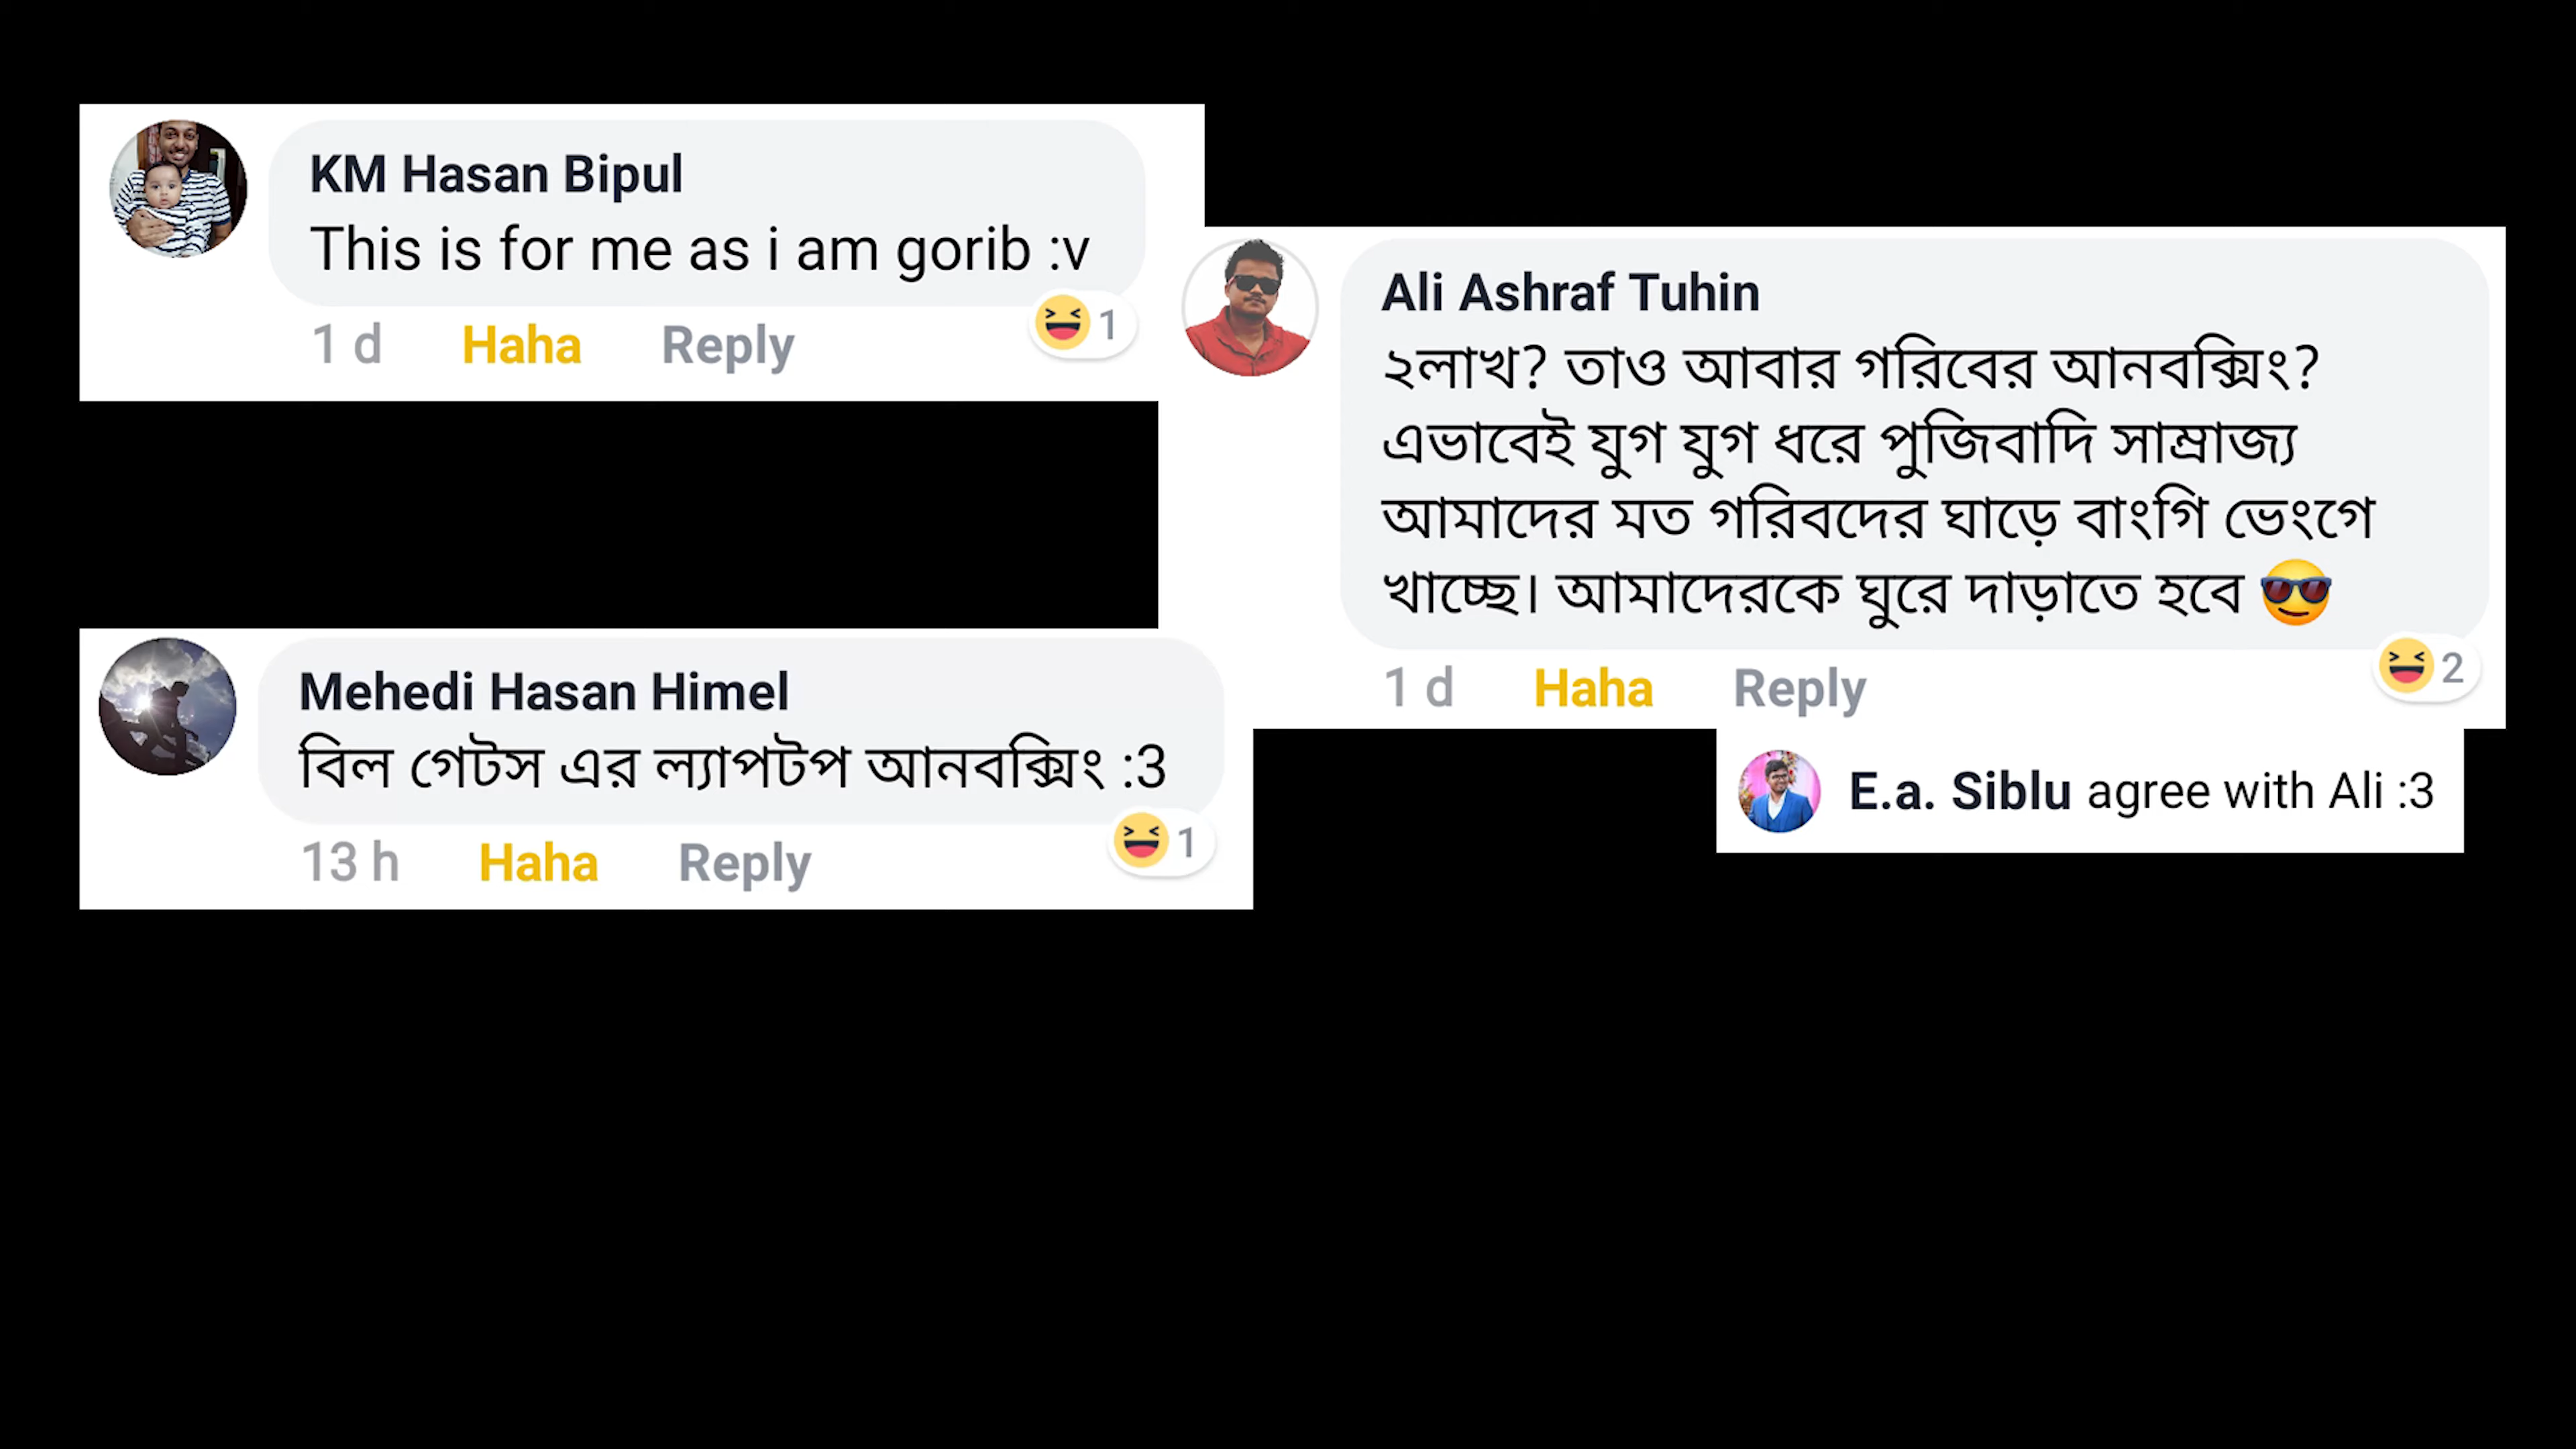 KM Hasan Bipul
This is for me as i am gorib :v
1 d Haha Reply 1
Ali Ashraf Tuhin
২লাখ? তাও আবার গরিবের আনবক্সিং?
এভাবেই যুগ যুগ ধরে পুজিবাদি সাম্রাজ্য
আমাদের মত গরিবদের ঘাড়ে বাংগি ভেংগে
খাচ্ছে। আমাদেরকে ঘুরে দাড়াতে হবে 😎
1 d Haha Reply 2
E.a. Siblu agree with Ali :3
Mehedi Hasan Himel
বিল গেটস এর ল্যাপটপ আনবক্সিং :3
13 h Haha Reply 1